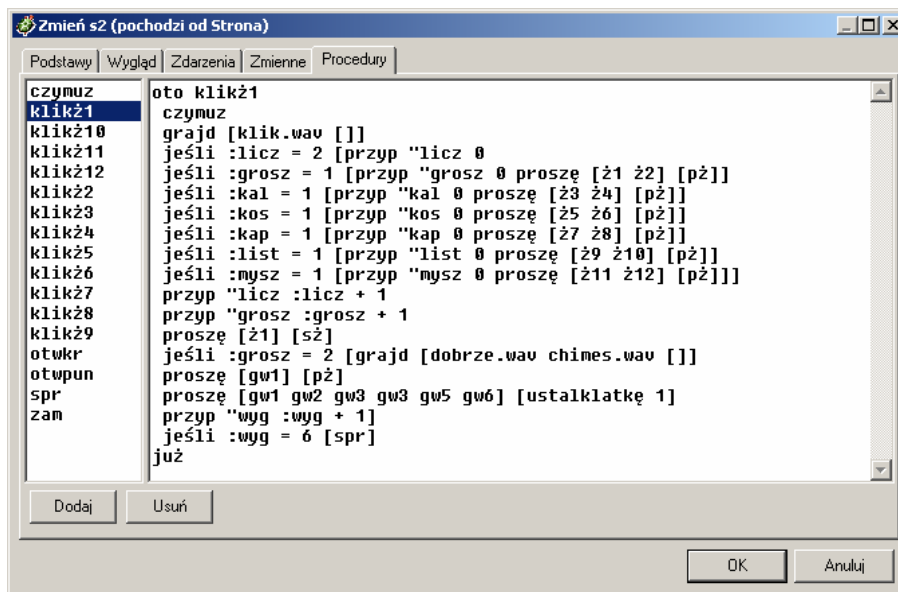 Zmień s2 (pochodzi od Strona)
Podstawy Wygląd Zdarzenia Zmienne Procedury
czymuz
klikż1
klikż10
klikż11
klikż12
klikż2
klikż3
klikż4
klikż5
klikż6
klikż7
klikż8
klikż9
otwkr
otwpun
spr
zam
oto klikż1
czymuz
grajd [klik.wav []]
jeśli :licz = 2 [przyp "licz 0
jeśli :grosz = 1 [przyp "grosz 0 proszę [ż1 ż2] [pż]]
jeśli :kal = 1 [przyp "kal 0 proszę [ż3 ż4] [pż]]
jeśli :kos = 1 [przyp "kos 0 proszę [ż5 ż6] [pż]]
jeśli :kap = 1 [przyp "kap 0 proszę [ż7 ż8] [pż]]
jeśli :list = 1 [przyp "list 0 proszę [ż9 ż10] [pż]]
jeśli :mysz = 1 [przyp "mysz 0 proszę [ż11 ż12] [pż]]]
przyp "licz :licz + 1
przyp "grosz :grosz + 1
proszę [ż1] [sż]
jeśli :grosz = 2 [grajd [dobrze.wav chimes.wav []]
proszę [gw1] [pż]
proszę [gw1 gw2 gw3 gw3 gw5 gw6] [ustalklatkę 1]
przyp "wyg :wyg + 1]
jeśli :wyg = 6 [spr]
już
Dodaj Usuń
OK Anuluj